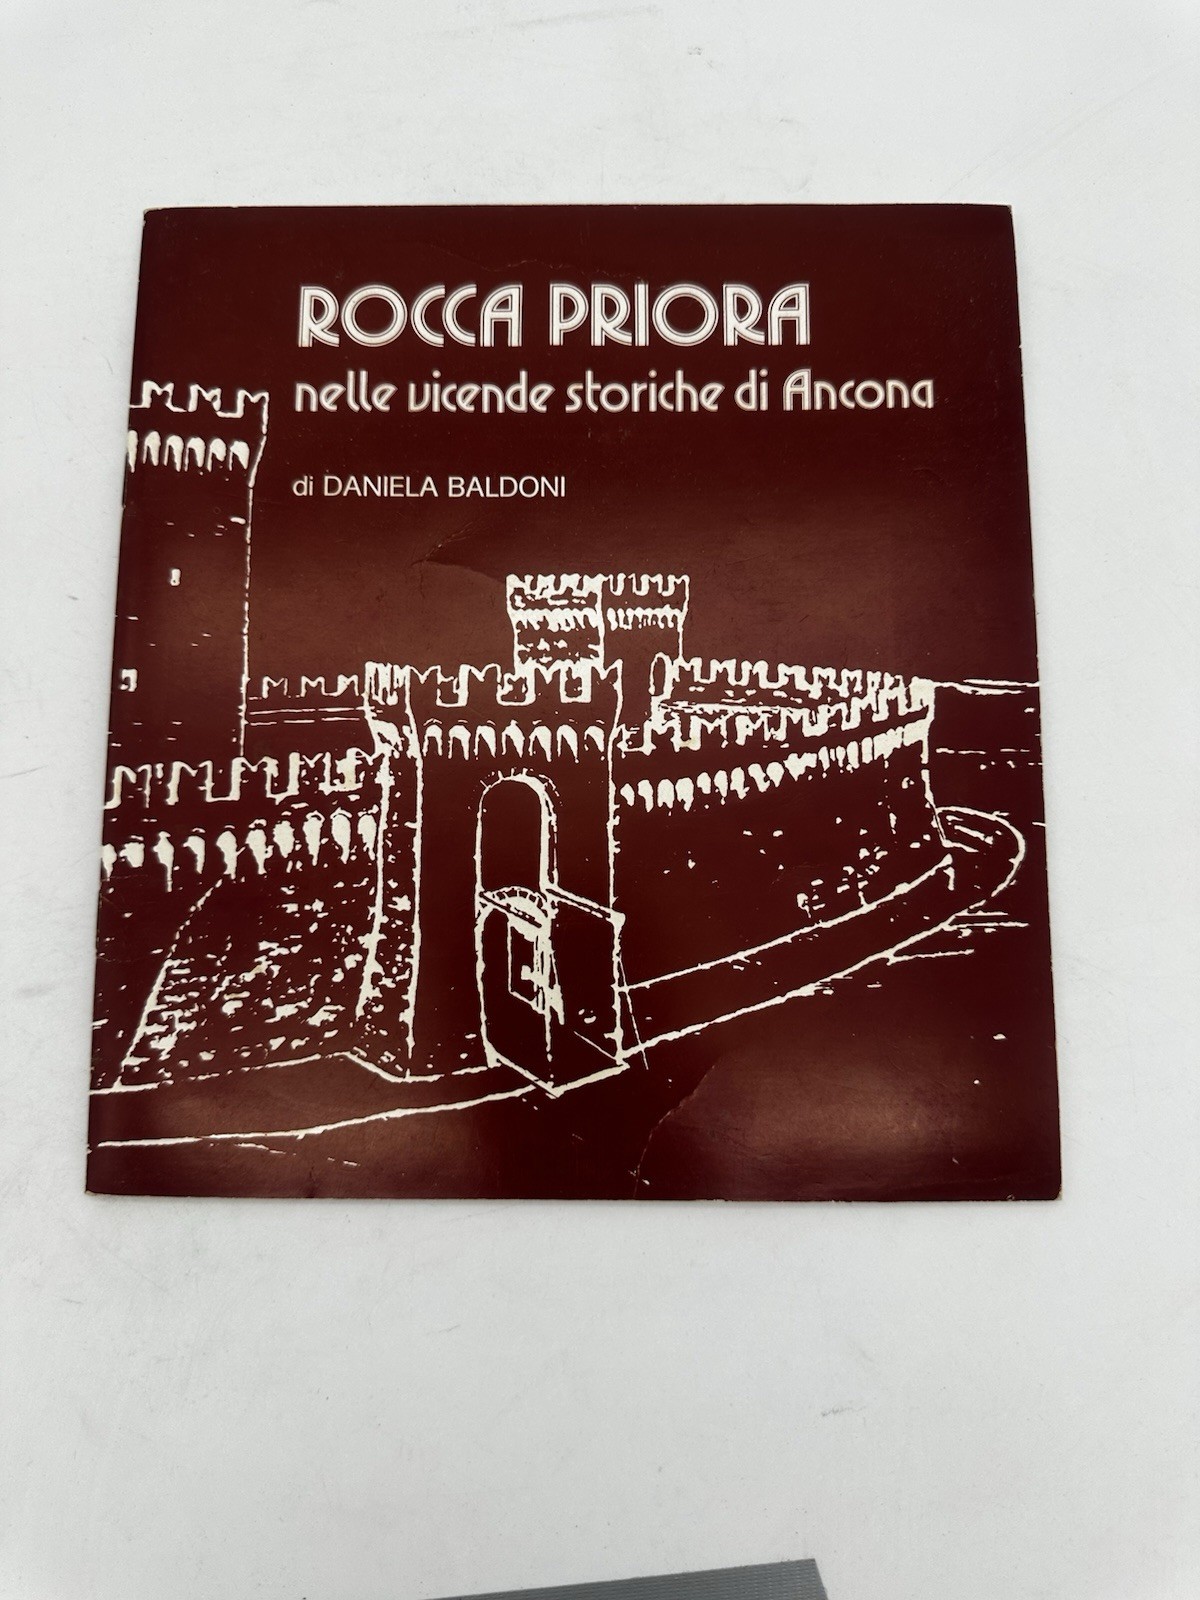 ROCCA PRIORA
nelle vicende storiche di Ancona
di DANIELA BALDONI